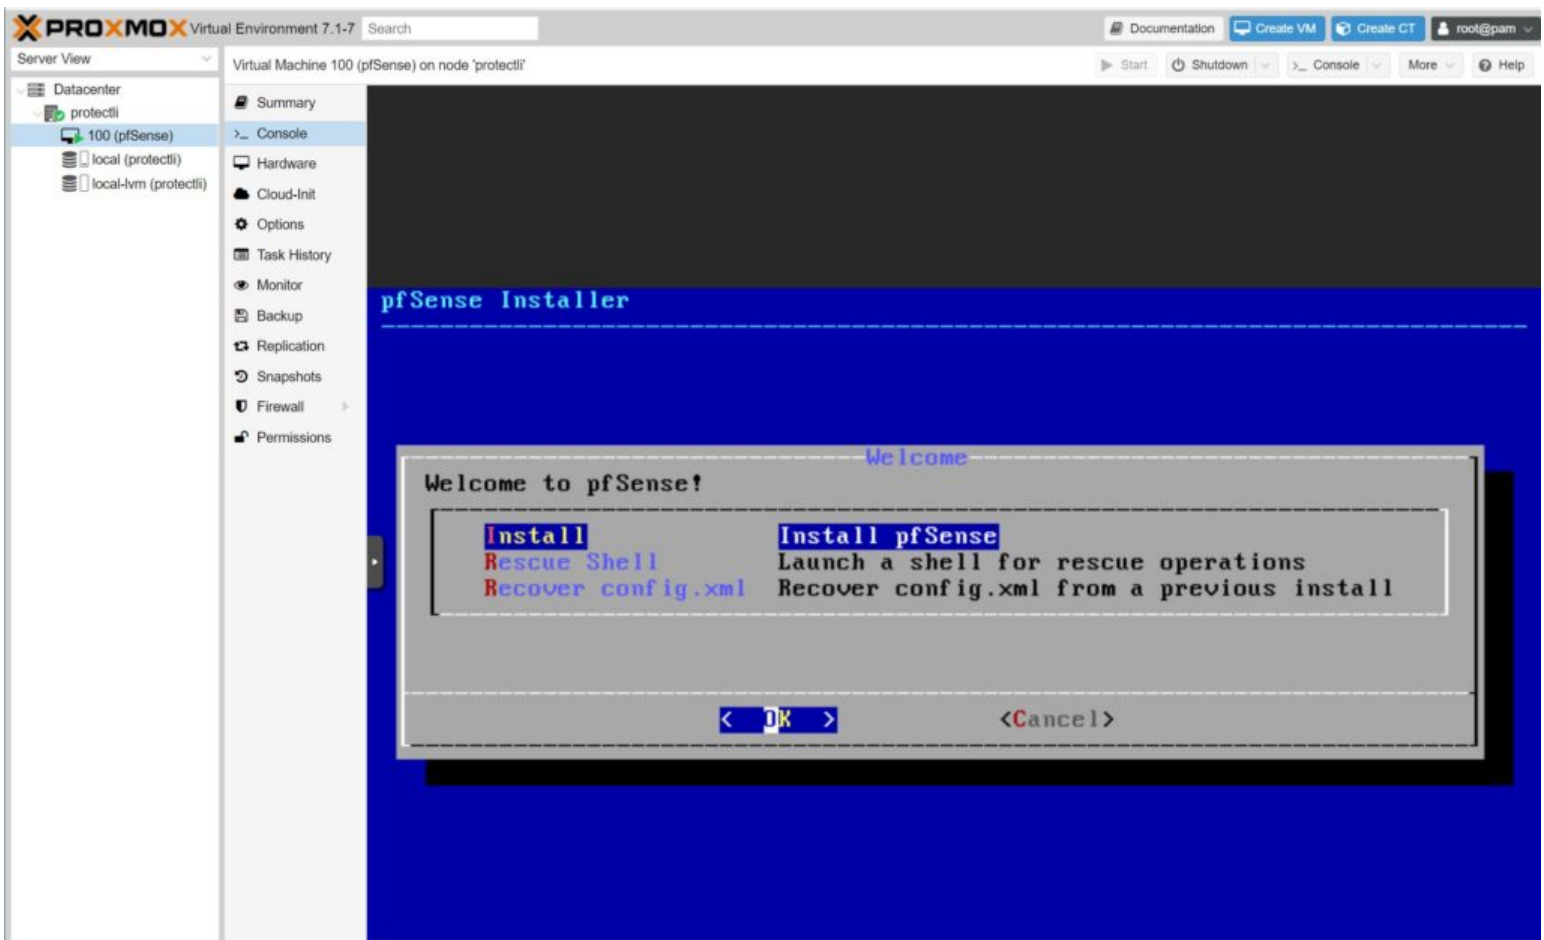 PROXMOX Virtual Environment 7.1-7 Search Documentation Create VM Create CT root@pam
Server View
Virtual Machine 100 (pfSense) on node 'protectli' Start Shutdown >_ Console More Help
Datacenter
protectli
100 (pfSense)
local (protectli)
local-lvm (protectli)
Summary
>_ Console
Hardware
Cloud-Init
Options
Task History
Monitor
Backup
Replication
Snapshots
Firewall
Permissions
pfSense Installer
Welcome
Welcome to pfSense!
Install Install pfSense
Rescue Shell Launch a shell for rescue operations
Recover config.xml Recover config.xml from a previous install
< OK > <Cancel>